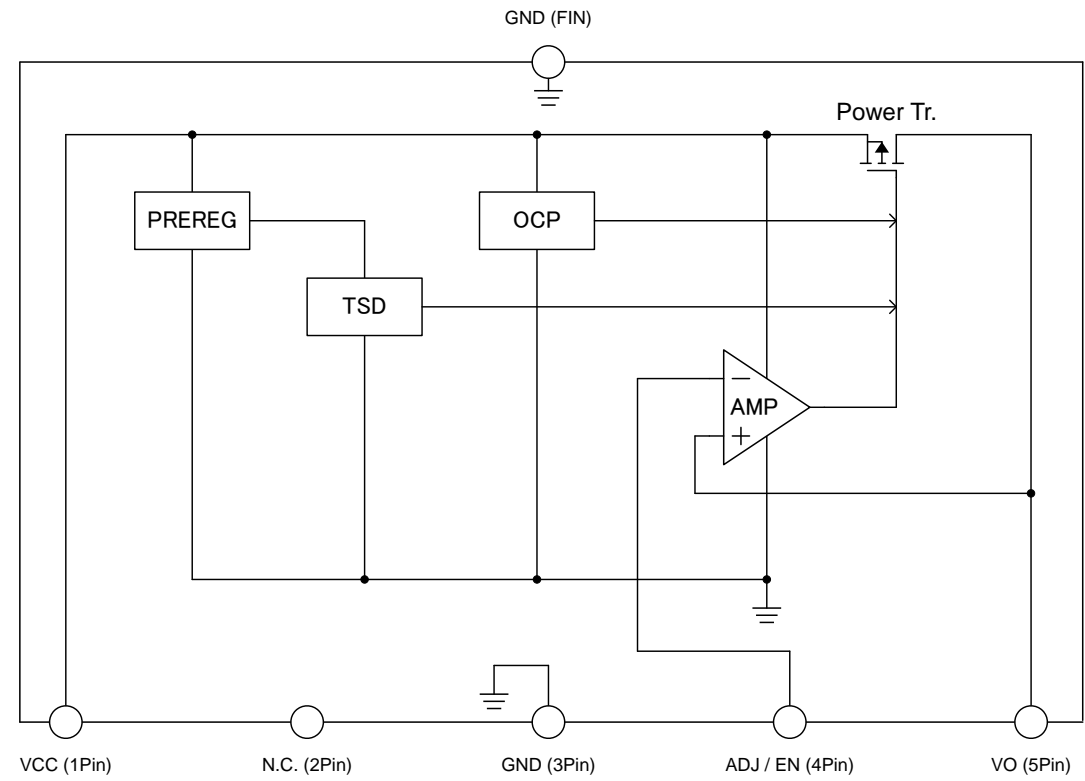 GND (FIN)
Power Tr.
PREREG
OCP
TSD
−
AMP
+
VCC (1Pin)
N.C. (2Pin)
GND (3Pin)
ADJ / EN (4Pin)
VO (5Pin)